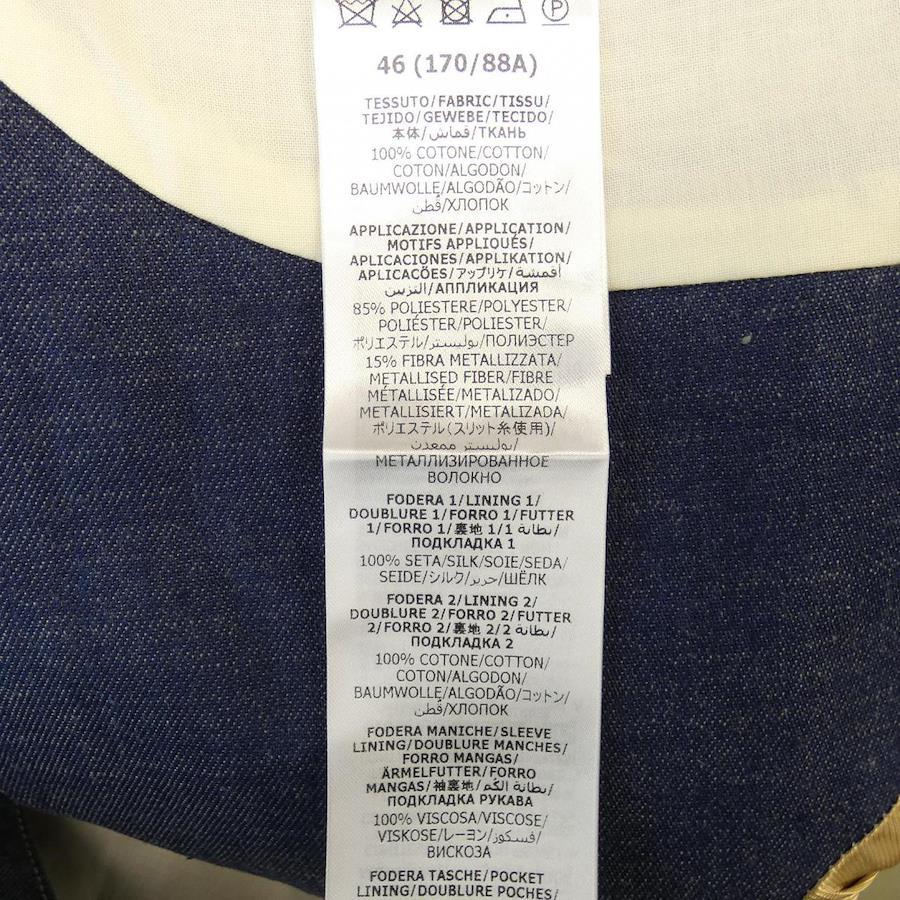 46 (170/88A)
TESSUTO/FABRIC/TISSU/
TEJIDO/GEWEBE/TECIDO/
本体/قماش/ТКАНЬ
100% COTONE/COTTON/
COTON/ALGODON/
BAUMWOLLE/ALGODÃO/コットン/
قُطن/ХЛОПОК
APPLICAZIONE/APPLICATION/
MOTIFS APPLIQUÉS/
APLICACIONES/APPLIKATION/
APLICAÇÕES/アップリケ/أقمشة
التزيين/АППЛИКАЦИЯ
85% POLIESTERE/POLYESTER/
POLIÉSTER/POLIESTER/
ポリエステル/بوليستر/ПОЛИЭСТЕР
15% FIBRA METALLIZZATA/
METALLISED FIBER/FIBRE
MÉTALLISÉE/METALIZADO/
METALLISIERT/METALIZADA/
ポリエステル(スリット糸使用)/
بوليستر ممعدن/
МЕТАЛЛИЗИРОВАННОЕ
ВОЛОКНО
FODERA 1/LINING 1/
DOUBLURE 1/FORRO 1/FUTTER
1/FORRO 1/裏地 1/بطانة 1/
ПОДКЛАДКА 1
100% SETA/SILK/SOIE/SEDA/
SEIDE/シルク/حرير/ШЁЛК
FODERA 2/LINING 2/
DOUBLURE 2/FORRO 2/FUTTER
2/FORRO 2/裏地 2/بطانة 2/
ПОДКЛАДКА 2
100% COTONE/COTTON/
COTON/ALGODON/
BAUMWOLLE/ALGODÃO/コットン/
قُطن/ХЛОПОК
FODERA MANICHE/SLEEVE
LINING/DOUBLURE MANCHES/
FORRO MANGAS/
ÄRMELFUTTER/FORRO
MANGAS/袖裏地/بطانة الكم/
ПОДКЛАДКА РУКАВА
100% VISCOSA/VISCOSE/
VISKOSE/レーヨン/فسكوز/
ВИСКОЗА
FODERA TASCHE/POCKET
LINING/DOUBLURE POCHES/